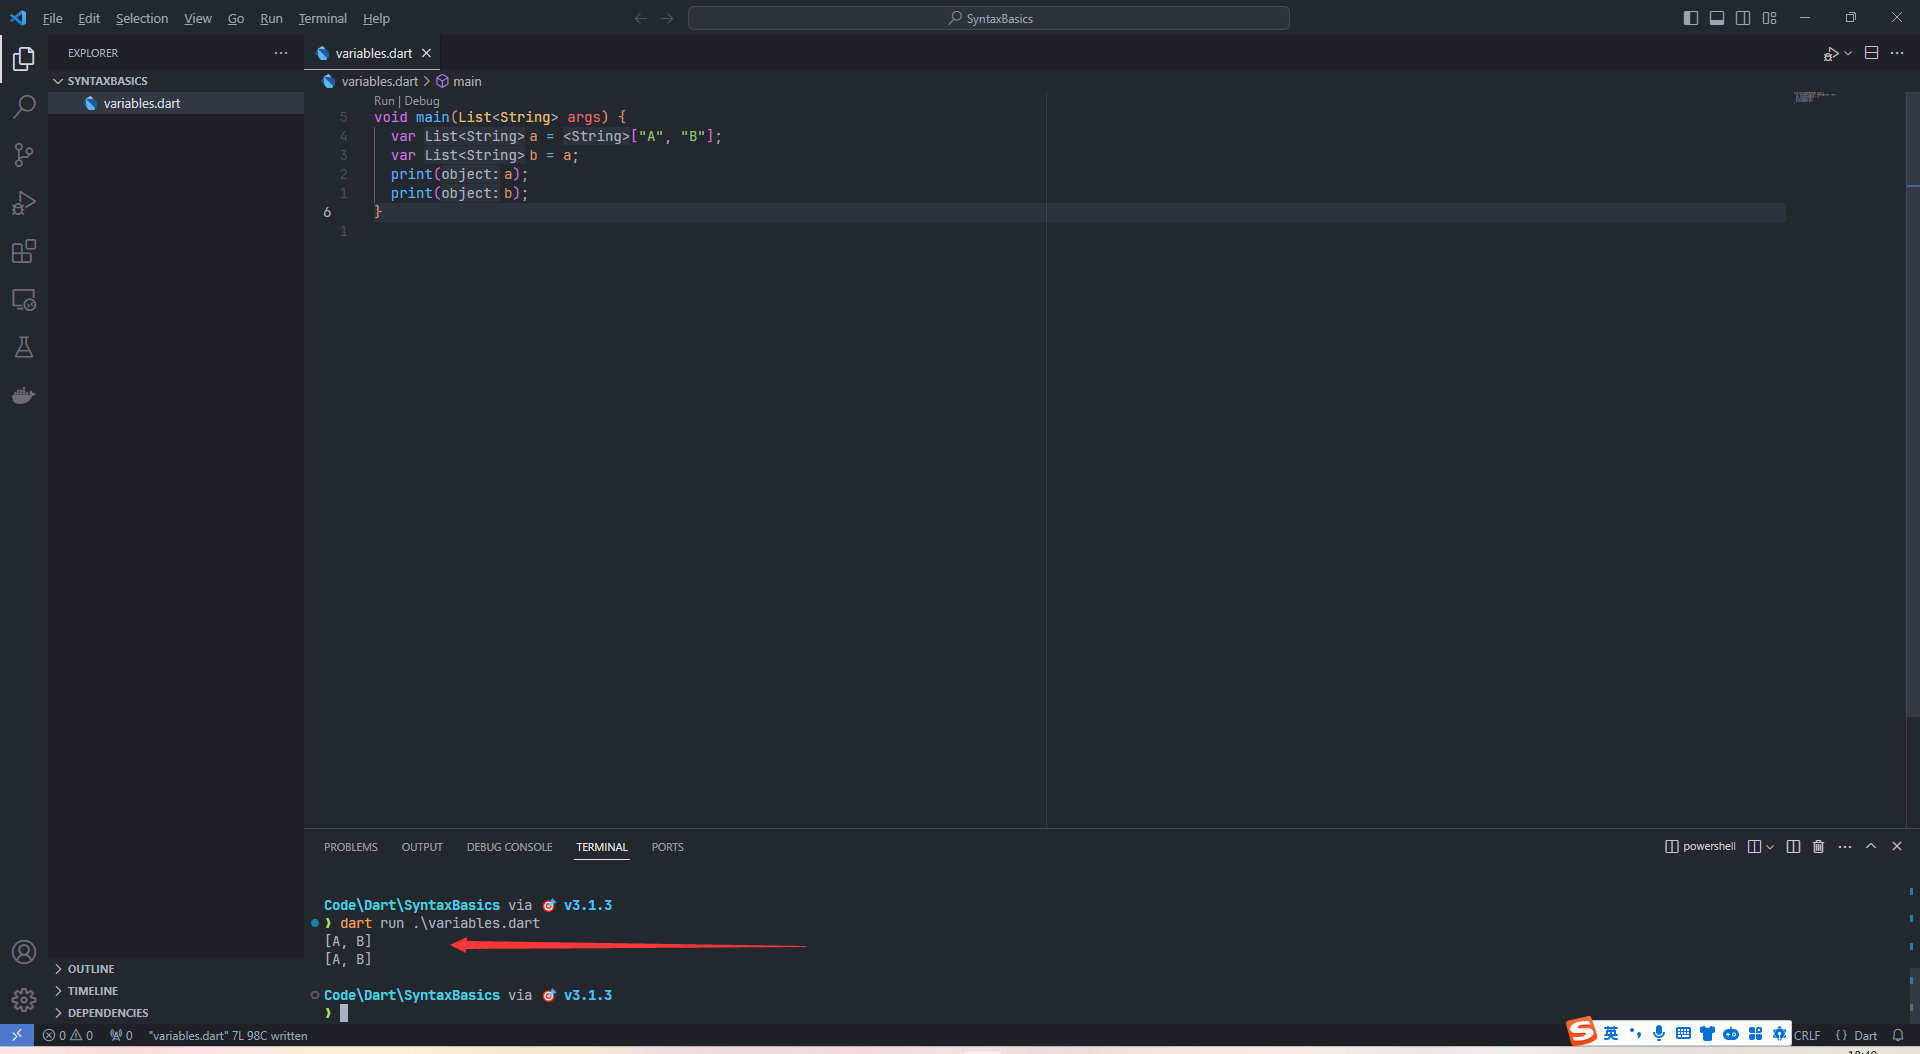 File Edit Selection View Go Run Terminal Help
SyntaxBasics
EXPLORER
SYNTAXBASICS
variables.dart
variables.dart
variables.dart > main
Run | Debug
5 void main(List<String> args) {
4 var List<String> a = <String>["A", "B"];
3 var List<String> b = a;
2 print(object: a);
1 print(object: b);
6 }
1
OUTLINE
TIMELINE
DEPENDENCIES
PROBLEMS OUTPUT DEBUG CONSOLE TERMINAL PORTS
powershell
Code\Dart\SyntaxBasics via 🎯 v3.1.3
❯ dart run .\variables.dart
[A, B]
[A, B]
Code\Dart\SyntaxBasics via 🎯 v3.1.3
❯
0 0 0 "variables.dart" 7L 98C written
英
CRLF {} Dart